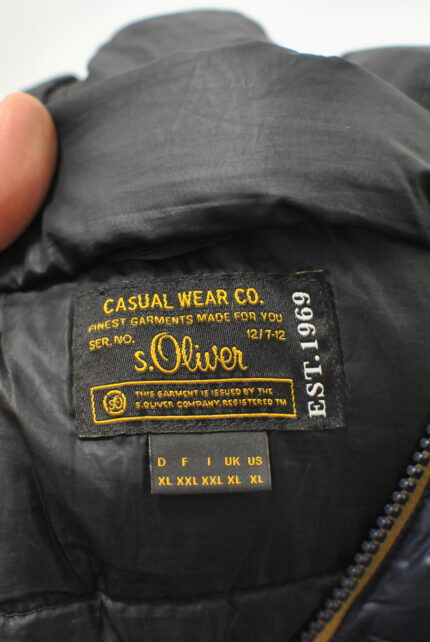 CASUAL WEAR CO.
FINEST GARMENTS MADE FOR YOU
SER. NO. 12/7-12
s.Oliver
THIS GARMENT IS ISSUED BY THE
S.OLIVER COMPANY, REGISTERED TM
EST. 1969
D F I UK US
XL XXL XXL XL XL